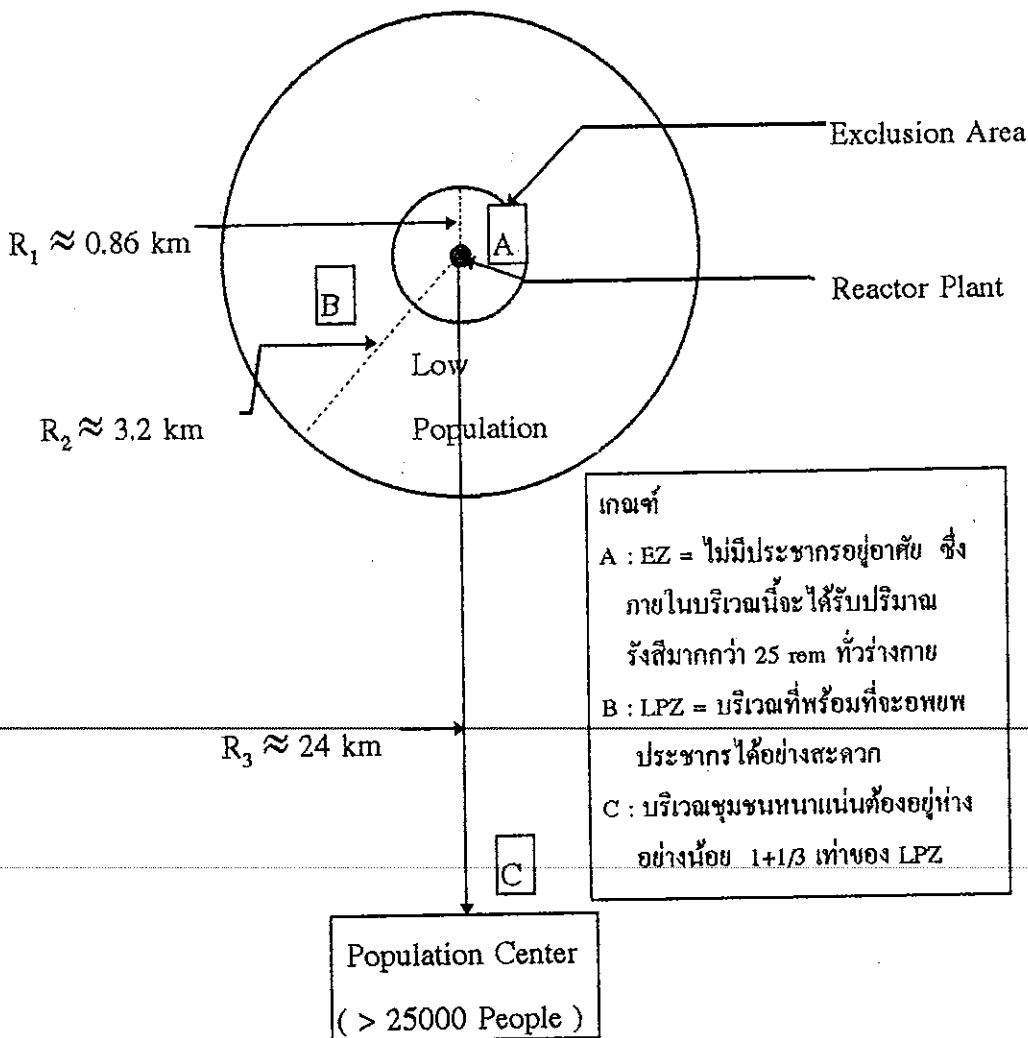 Exclusion Area
A
R₁ ≈ 0.86 km
Reactor Plant
B
Low
R₂ ≈ 3.2 km
Population
เกณฑ์
A : EZ = ไม่มีประชากรอยู่อาศัย ซึ่ง
ภายในบริเวณนี้จะได้รับปริมาณ
รังสีมากกว่า 25 rem ทั่วร่างกาย
B : LPZ = บริเวณที่พร้อมที่จะอพยพ
ประชากรได้อย่างสะดวก
C : บริเวณชุมชนหนาแน่นต้องอยู่ห่าง
อย่างน้อย 1+1/3 เท่าของ LPZ
R₃ ≈ 24 km
C
Population Center
( > 25000 People )